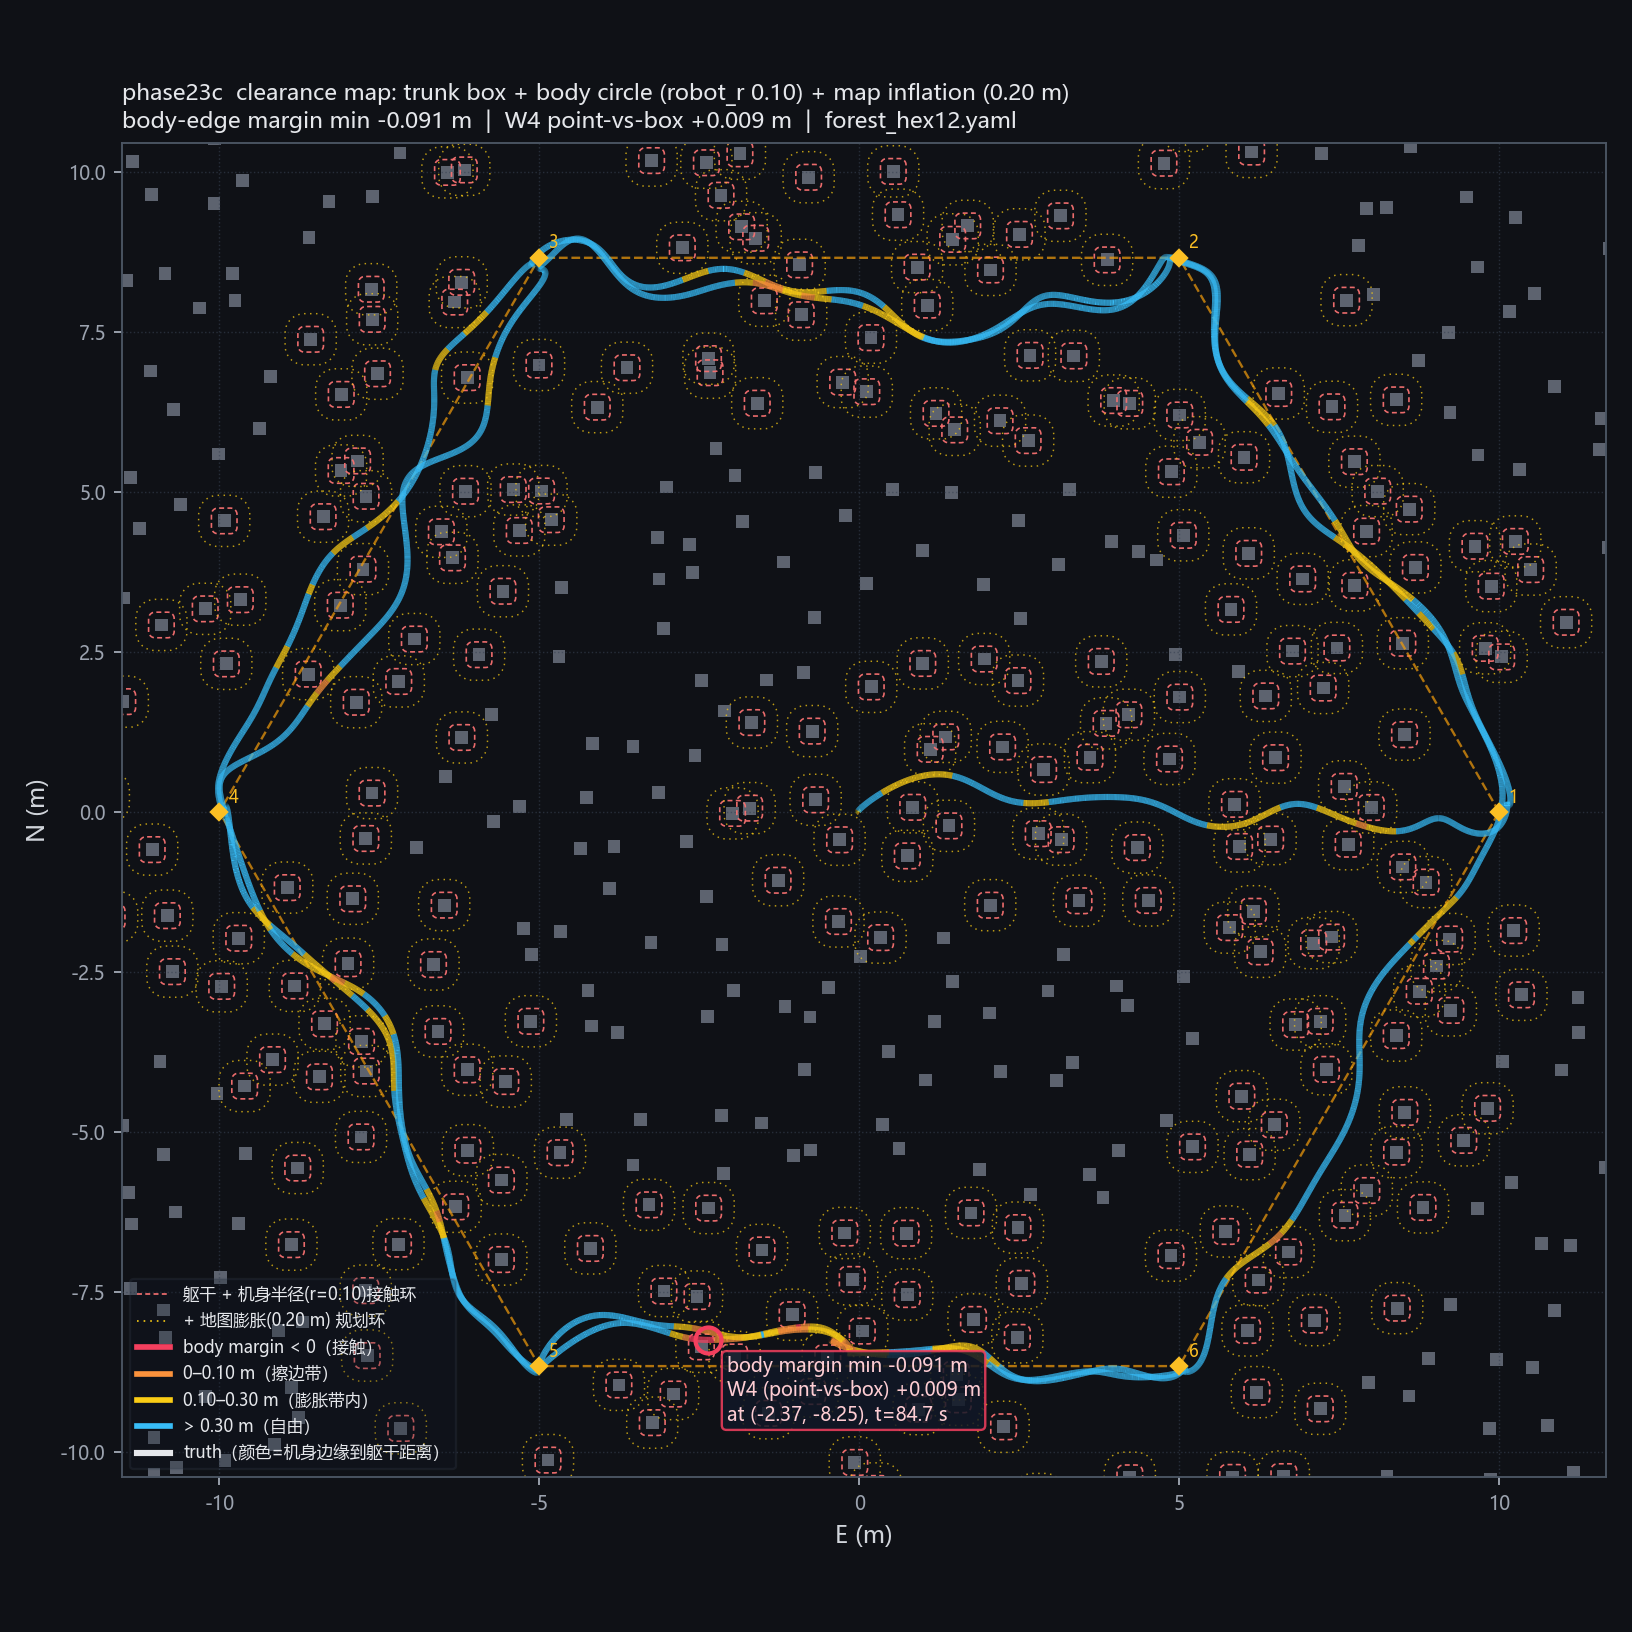 phase23c  clearance map: trunk box + body circle (robot_r 0.10) + map inflation (0.20 m)
body-edge margin min -0.091 m  |  W4 point-vs-box +0.009 m  |  forest_hex12.yaml
10.0
7.5
5.0
2.5
0.0
-2.5
-5.0
-7.5
-10.0
N (m)
3
2
4
1
5
6
body margin min -0.091 m
W4 (point-vs-box) +0.009 m
at (-2.37, -8.25), t=84.7 s
躯干 + 机身半径(r=0.10)接触环
+ 地图膨胀(0.20 m) 规划环
body margin < 0（接触）
0–0.10 m（擦边带）
0.10–0.30 m（膨胀带内）
> 0.30 m（自由）
truth（颜色=机身边缘到躯干距离）
-10
-5
0
5
10
E (m)